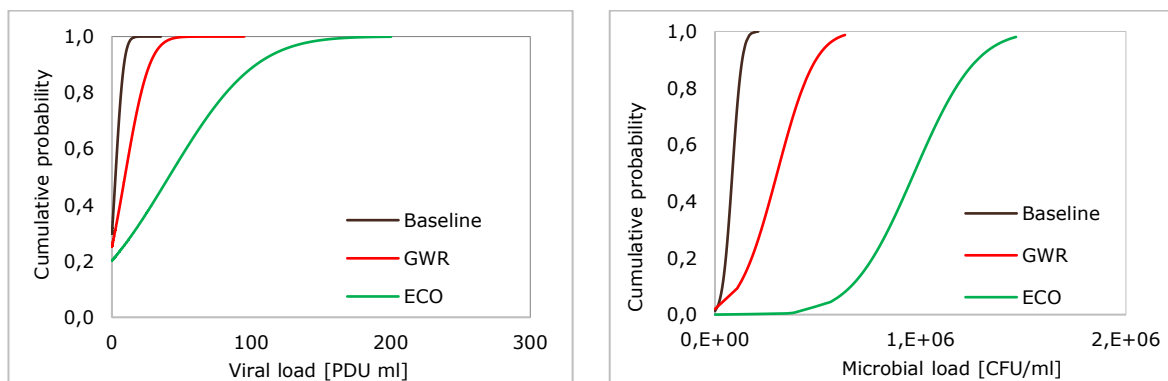 Cumulative probability
1,0
0,8
0,6
0,4
0,2
0,0
Baseline
GWR
ECO
0
100
200
300
Viral load [PDU ml]
Cumulative probability
1,0
0,8
0,6
0,4
0,2
0,0
Baseline
GWR
ECO
0,E+00
1,E+06
2,E+06
Microbial load [CFU/ml]